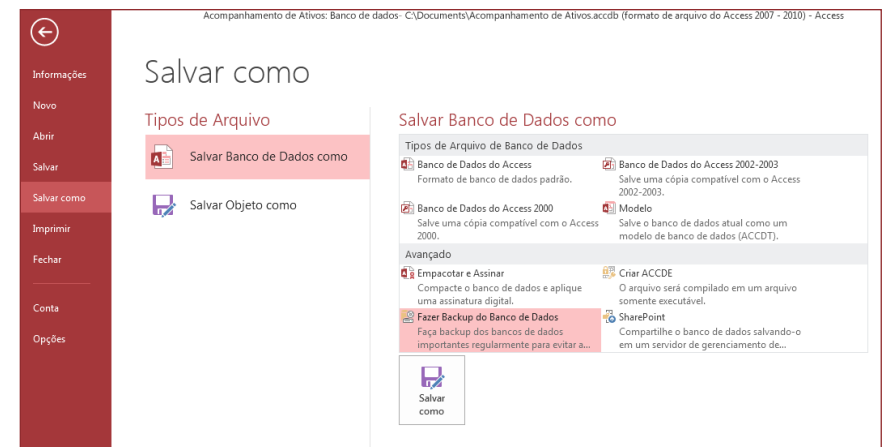 Acompanhamento de Ativos: Banco de dados- C:\Documents\Acompanhamento de Ativos.accdb (formato de arquivo do Access 2007 - 2010) - Access
Informações
Novo
Abrir
Salvar
Salvar como
Imprimir
Fechar
Conta
Opções
Salvar como
Tipos de Arquivo
Salvar Banco de Dados como
Salvar Objeto como
Salvar Banco de Dados como
Tipos de Arquivo de Banco de Dados
Banco de Dados do Access
Formato de banco de dados padrão.
Banco de Dados do Access 2002-2003
Salve uma cópia compatível com o Access
2002-2003.
Banco de Dados do Access 2000
Salve uma cópia compatível com o Access
2000.
Modelo
Salve o banco de dados atual como um
modelo de banco de dados (ACCDT).
Avançado
Empacotar e Assinar
Compacte o banco de dados e aplique
uma assinatura digital.
Criar ACCDE
O arquivo será compilado em um arquivo
somente executável.
Fazer Backup do Banco de Dados
Faça backup dos bancos de dados
importantes regularmente para evitar a...
SharePoint
Compartilhe o banco de dados salvando-o
em um servidor de gerenciamento de...
Salvar
como